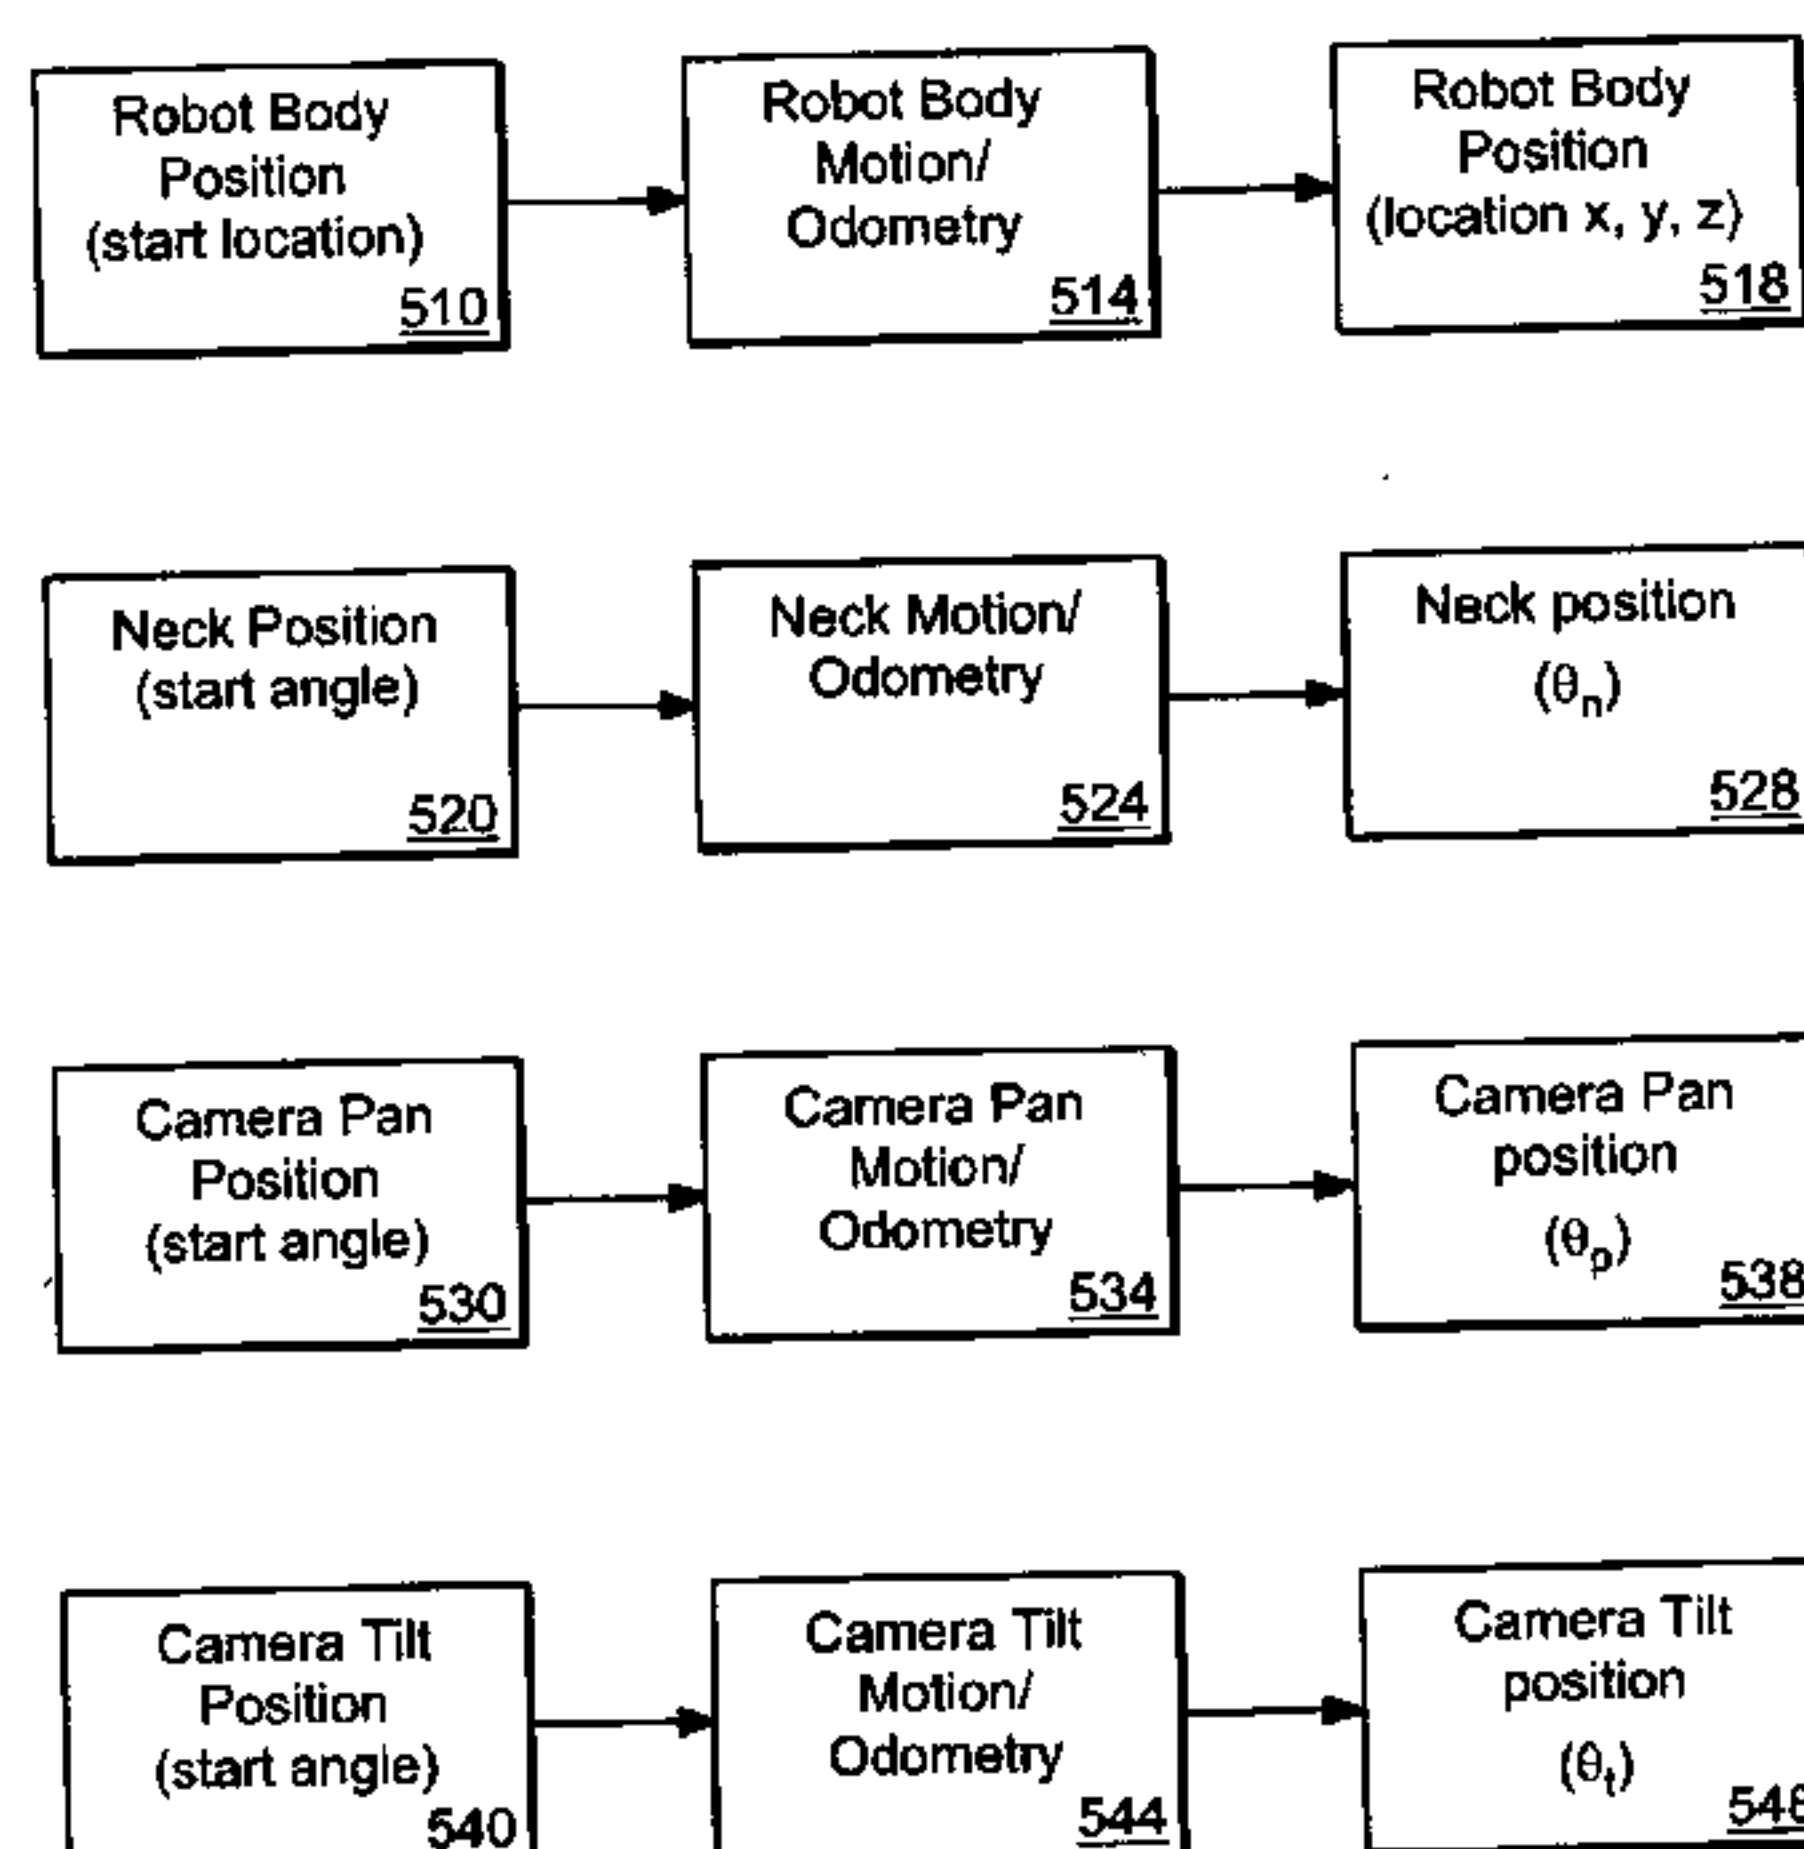 Robot Body
Position
(start location)
510
Robot Body
Motion/
Odometry
514
Robot Body
Position
(location x, y, z)
518
Neck Position
(start angle)
520
Neck Motion/
Odometry
524
Neck position
(θn)
528
Camera Pan
Position
(start angle)
530
Camera Pan
Motion/
Odometry
534
Camera Pan
position
(θp)
538
Camera Tilt
Position
(start angle)
540
Camera Tilt
Motion/
Odometry
544
Camera Tilt
position
(θt)